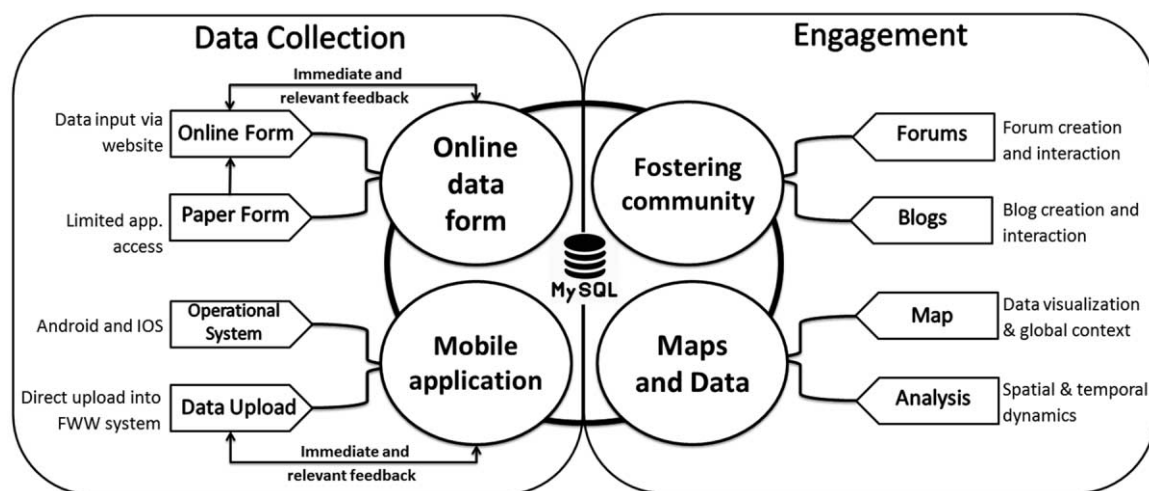 Data Collection
Immediate and
relevant feedback
Data input via
website
Online Form
Limited app.
access
Paper Form
Online
data
form
Android and IOS
Operational
System
Direct upload into
FWW system
Data Upload
Mobile
application
Immediate and
relevant feedback
MySQL
Engagement
Fostering
community
Forums
Forum creation
and interaction
Blogs
Blog creation and
interaction
Maps
and Data
Map
Data visualization
& global context
Analysis
Spatial & temporal
dynamics